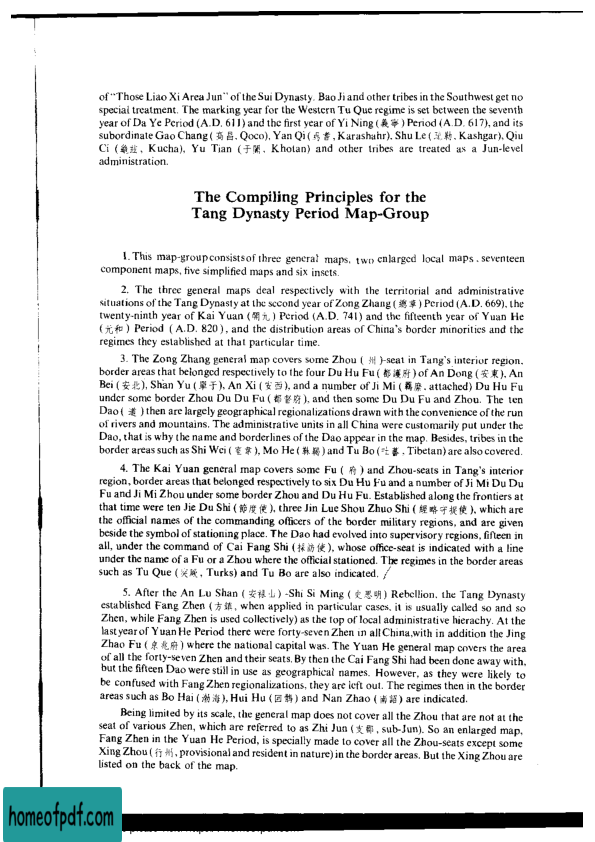 of “Those Liao Xi Area Jun” of the Sui Dynasty. Bao Ji and other tribes in the Southwest get no
special treatment. The marking year for the Western Tu Que regime is set between the seventh
year of Da Ye Period (A.D. 611) and the first year of Yi Ning (義寧) Period (A.D. 617), and its
subordinate Gao Chang (高昌, Qoco), Yan Qi (焉耆, Karashahr), Shu Le (疏勒, Kashgar), Qiu
Ci (龜茲, Kucha), Yu Tian (于闐, Khotan) and other tribes are treated as a Jun-level
administration.
The Compiling Principles for the
Tang Dynasty Period Map-Group
1. This map-group consists of three general maps, two enlarged local maps, seventeen
component maps, five simplified maps and six insets.
2. The three general maps deal respectively with the territorial and administrative
situations of the Tang Dynasty at the second year of Zong Zhang (總章) Period (A.D. 669), the
twenty-ninth year of Kai Yuan (開元) Period (A.D. 741) and the fifteenth year of Yuan He
(元和) Period (A.D. 820), and the distribution areas of China's border minorities and the
regimes they established at that particular time.
3. The Zong Zhang general map covers some Zhou (州)-seat in Tang's interior region,
border areas that belonged respectively to the four Du Hu Fu (都護府) of An Dong (安東), An
Bei (安北), Shan Yu (單于), An Xi (安西), and a number of Ji Mi (羈縻, attached) Du Hu Fu
under some border Zhou Du Du Fu (都督府), and then some Du Du Fu and Zhou. The ten
Dao (道) then are largely geographical regionalizations drawn with the convenience of the run
of rivers and mountains. The administrative units in all China were customarily put under the
Dao, that is why the name and borderlines of the Dao appear in the map. Besides, tribes in the
border areas such as Shi Wei (室韋), Mo He (靺鞨) and Tu Bo (吐蕃, Tibetan) are also covered.
4. The Kai Yuan general map covers some Fu (府) and Zhou-seats in Tang's interior
region, border areas that belonged respectively to six Du Hu Fu and a number of Ji Mi Du Du
Fu and Ji Mi Zhou under some border Zhou and Du Hu Fu. Established along the frontiers at
that time were ten Jie Du Shi (節度使), three Jin Lue Shou Zhuo Shi (經略守捉使), which are
the official names of the commanding officers of the border military regions, and are given
beside the symbol of stationing place. The Dao had evolved into supervisory regions, fifteen in
all, under the command of Cai Fang Shi (採訪使), whose office-seat is indicated with a line
under the name of a Fu or a Zhou where the official stationed. The regimes in the border areas
such as Tu Que (突厥, Turks) and Tu Bo are also indicated.
5. After the An Lu Shan (安祿山) -Shi Si Ming (史思明) Rebellion, the Tang Dynasty
established Fang Zhen (方鎮, when applied in particular cases, it is usually called so and so
Zhen, while Fang Zhen is used collectively) as the top of local administrative hierachy. At the
last year of Yuan He Period there were forty-seven Zhen in all China, with in addition the Jing
Zhao Fu (京兆府) where the national capital was. The Yuan He general map covers the area
of all the forty-seven Zhen and their seats. By then the Cai Fang Shi had been done away with,
but the fifteen Dao were still in use as geographical names. However, as they were likely to
be confused with Fang Zhen regionalizations, they are left out. The regimes then in the border
areas such as Bo Hai (渤海), Hui Hu (回鶻) and Nan Zhao (南詔) are indicated.
Being limited by its scale, the general map does not cover all the Zhou that are not at the
seat of various Zhen, which are referred to as Zhi Jun (支郡, sub-Jun). So an enlarged map,
Fang Zhen in the Yuan He Period, is specially made to cover all the Zhou-seats except some
Xing Zhou (行州, provisional and resident in nature) in the border areas. But the Xing Zhou are
listed on the back of the map.
homeofpdf.com